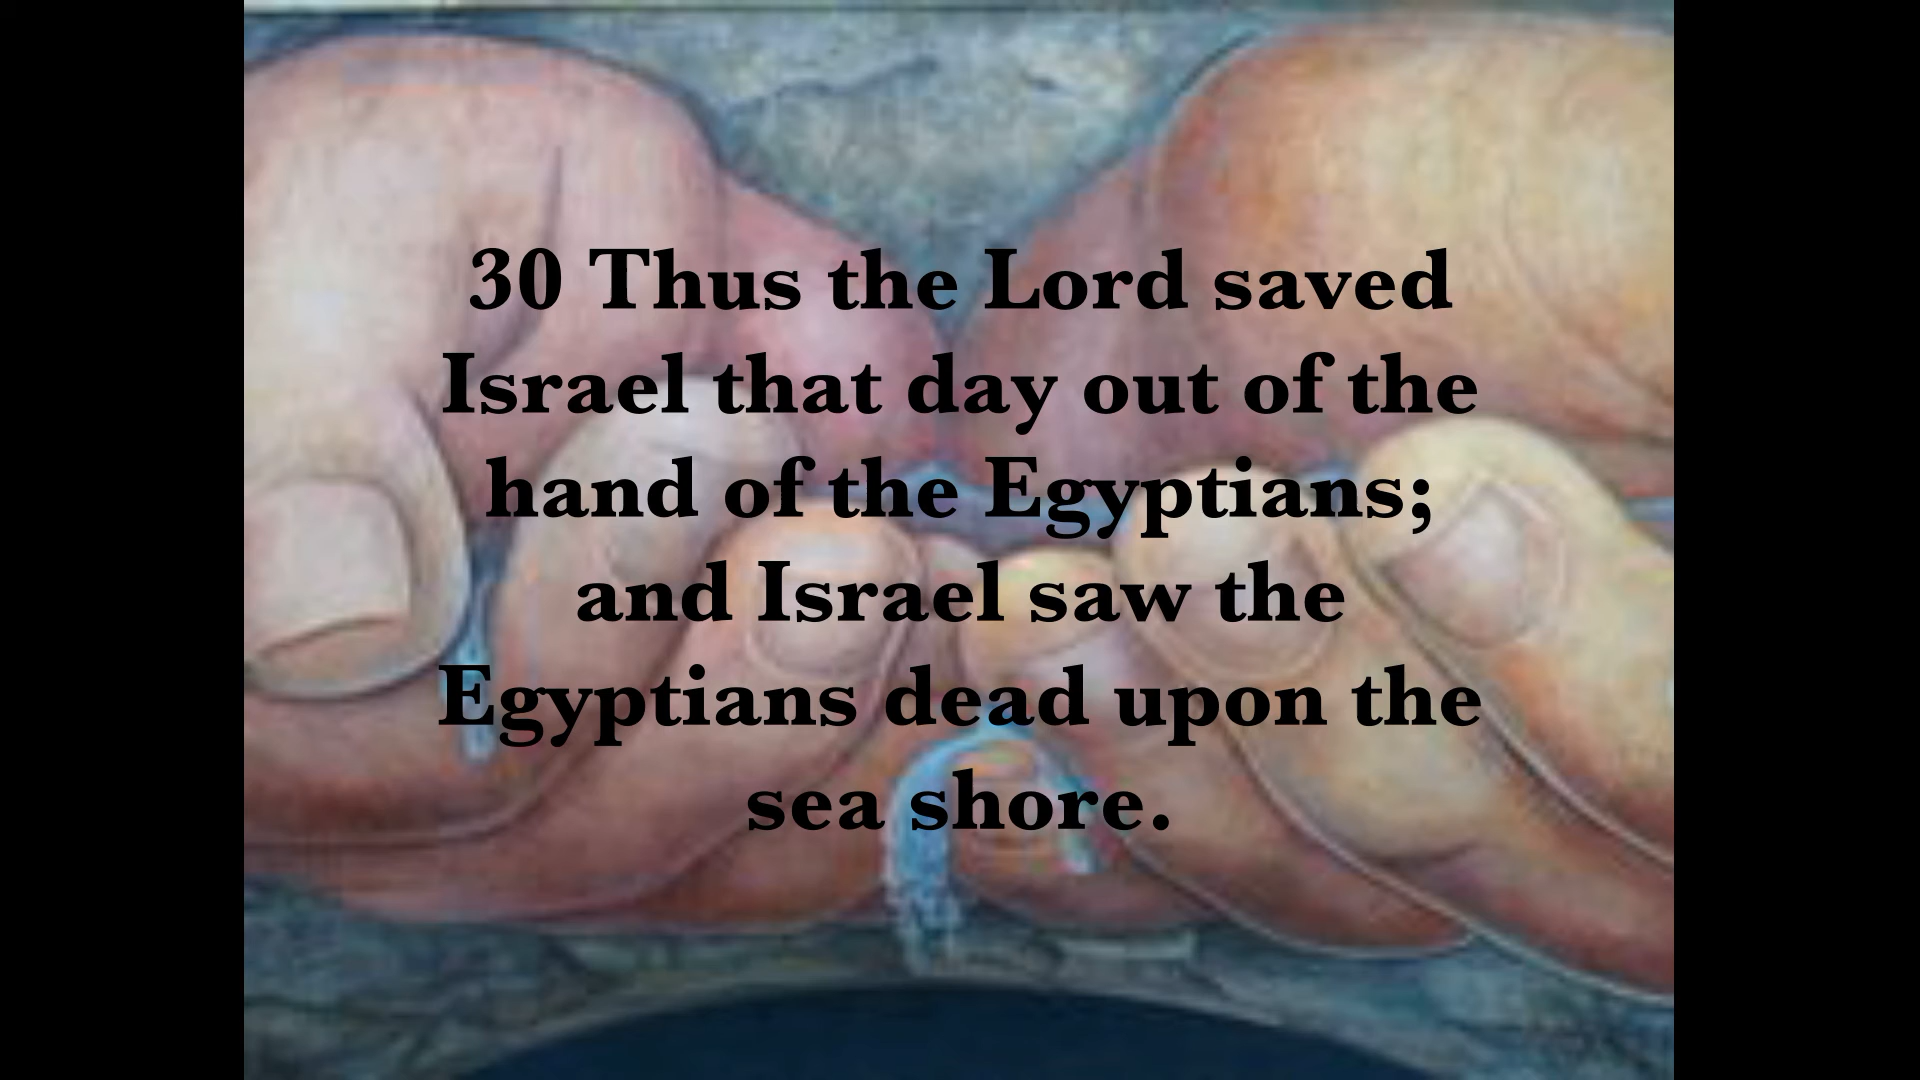 30 Thus the Lord saved
Israel that day out of the
hand of the Egyptians;
and Israel saw the
Egyptians dead upon the
sea shore.